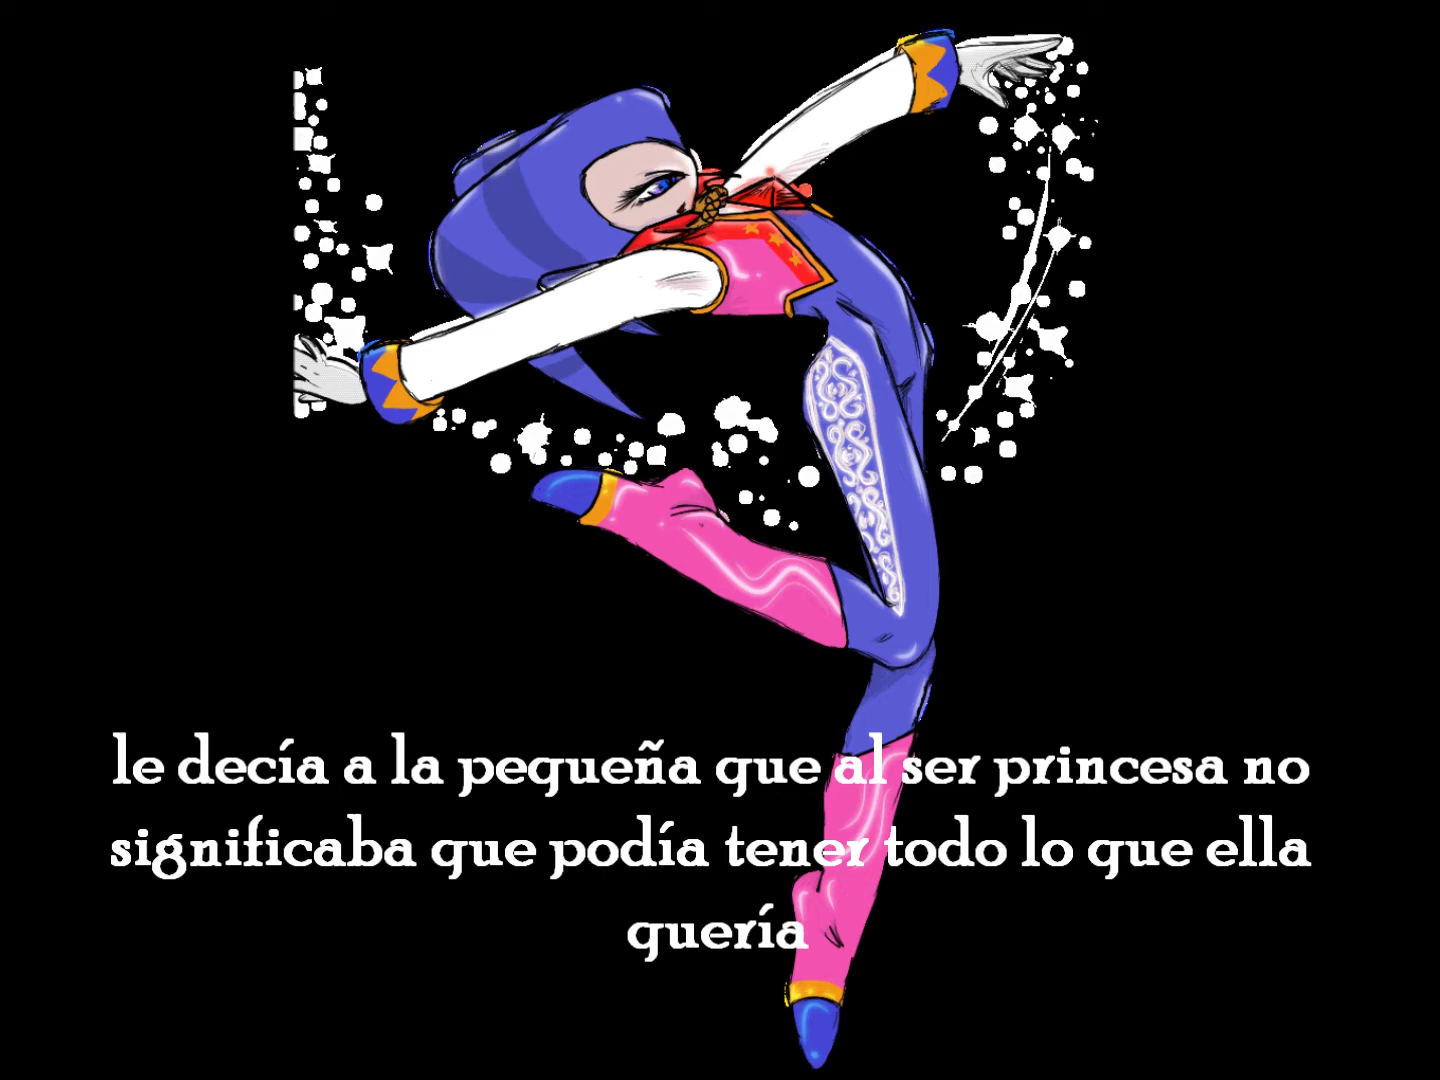 le decía a la pequeña que al ser princesa no
significaba que podía tener todo lo que ella
quería